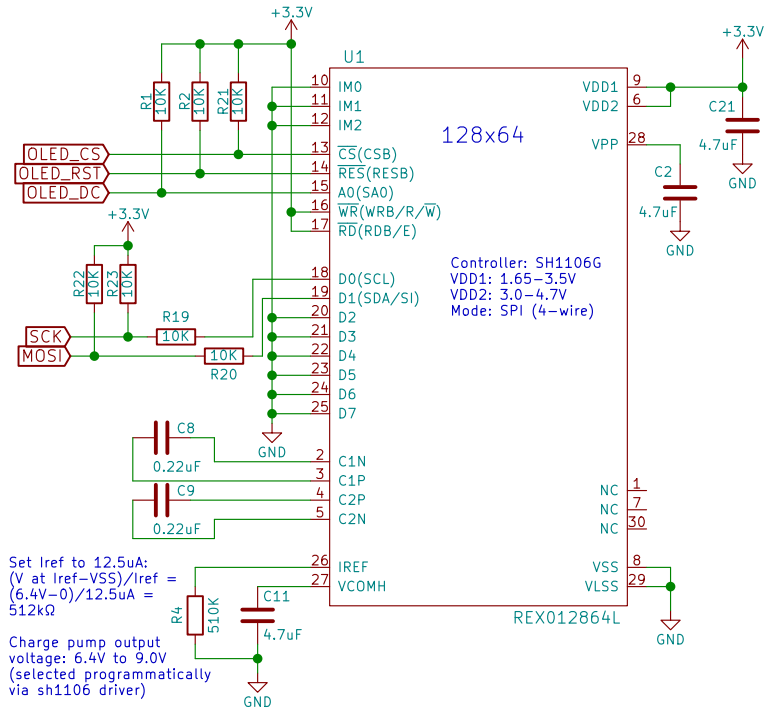 +3.3V
U1
+3.3V
R1
10K
R2
10K
R21
10K
10 IM0
11 IM1
12 IM2
OLED_CS
13 CS(CSB)
OLED_RST
14 RES(RESB)
OLED_DC
15 A0(SA0)
16 WR(WRB/R/W)
17 RD(RDB/E)
128x64
VDD1 9
VDD2 6
C21
4.7uF
GND
VPP 28
C2
4.7uF
GND
+3.3V
R22
10K
R23
10K
18 D0(SCL)
19 D1(SDA/SI)
SCK
R19
10K
MOSI
10K
R20
20 D2
21 D3
22 D4
23 D5
24 D6
25 D7
GND
Controller: SH1106G
VDD1: 1.65-3.5V
VDD2: 3.0-4.7V
Mode: SPI (4-wire)
C8
0.22uF
2 C1N
3 C1P
C9
0.22uF
4 C2P
5 C2N
NC 1
NC 7
NC 30
Set Iref to 12.5uA:
(V at Iref-VSS)/Iref =
(6.4V-0)/12.5uA =
512kΩ
26 IREF
27 VCOMH
VSS 8
VLSS 29
GND
R4
510K
C11
4.7uF
GND
REX012864L
Charge pump output
voltage: 6.4V to 9.0V
(selected programmatically
via sh1106 driver)